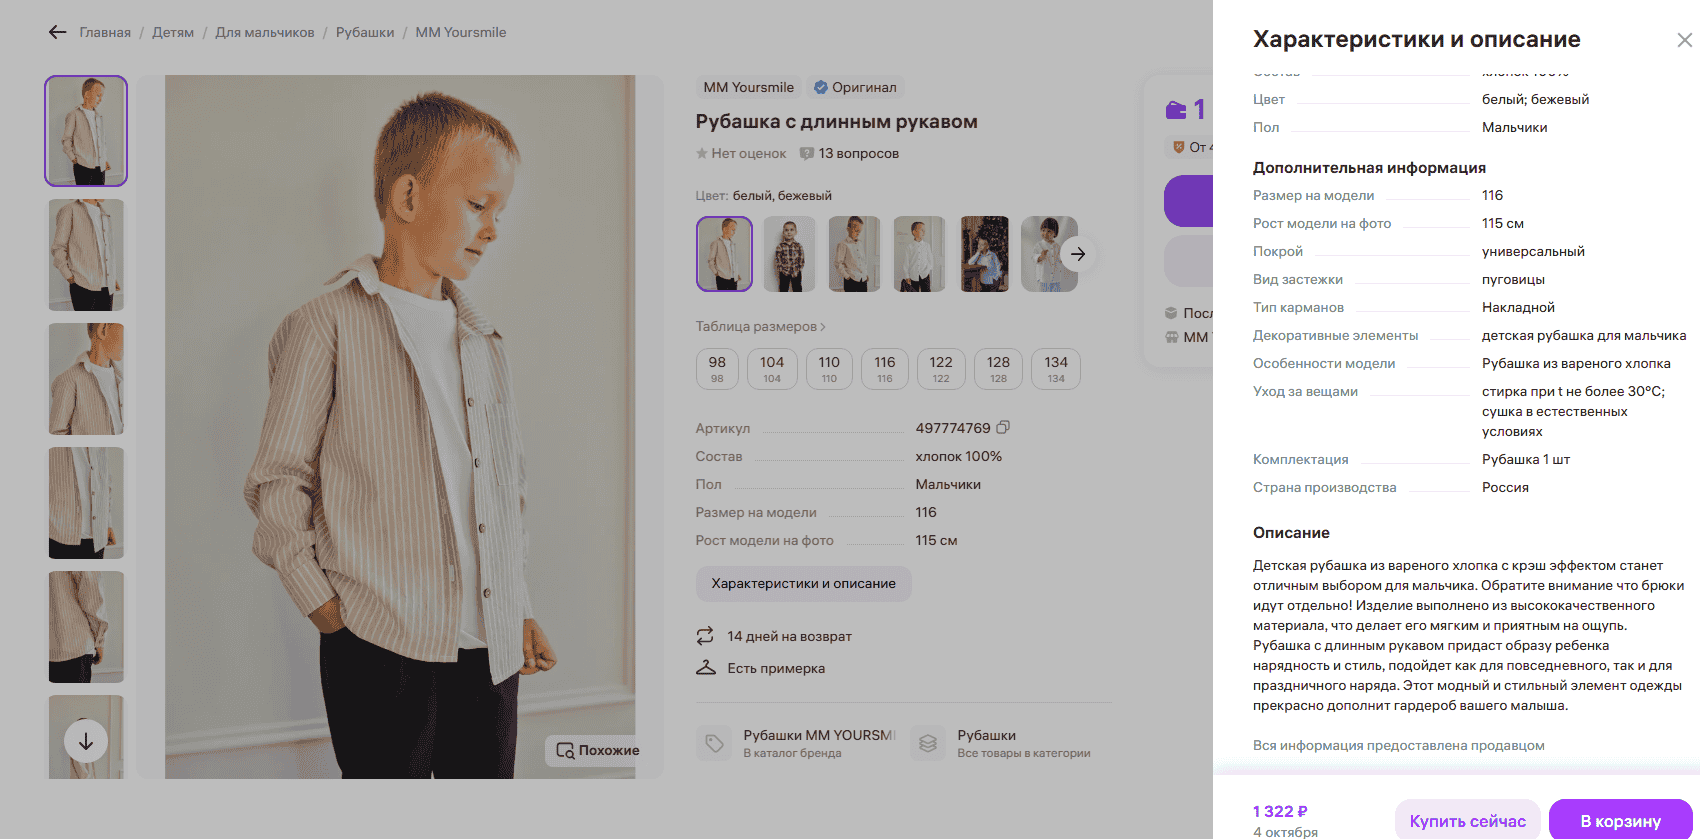 Главная / Детям / Для мальчиков / Рубашки / MM Yoursmile
MM Yoursmile
Оригинал
Рубашка с длинным рукавом
Нет оценок
13 вопросов
Цвет: белый, бежевый
Таблица размеров
98 104 110 116 122 128 134
98 104 110 116 122 128 134
Артикул 497774769
Состав хлопок 100%
Пол Мальчики
Размер на модели 116
Рост модели на фото 115 см
Характеристики и описание
14 дней на возврат
Есть примерка
Рубашки MM YOURSM
В каталог бренда
Рубашки
Все товары в категории
Похожие
1
От
Посл
MM
Характеристики и описание
Состав хлопок 100%
Цвет белый; бежевый
Пол Мальчики
Дополнительная информация
Размер на модели 116
Рост модели на фото 115 см
Покрой универсальный
Вид застежки пуговицы
Тип карманов Накладной
Декоративные элементы детская рубашка для мальчика
Особенности модели Рубашка из вареного хлопка
Уход за вещами стирка при t не более 30°C;
сушка в естественных
условиях
Комплектация Рубашка 1 шт
Страна производства Россия
Описание
Детская рубашка из вареного хлопка с крэш эффектом станет
отличным выбором для мальчика. Обратите внимание что брюки
идут отдельно! Изделие выполнено из высококачественного
материала, что делает его мягким и приятным на ощупь.
Рубашка с длинным рукавом придаст образу ребенка
нарядность и стиль, подойдет как для повседневного, так и для
праздничного наряда. Этот модный и стильный элемент одежды
прекрасно дополнит гардероб вашего малыша.
Вся информация предоставлена продавцом
1 322 ₽
4 октября
Купить сейчас
В корзину